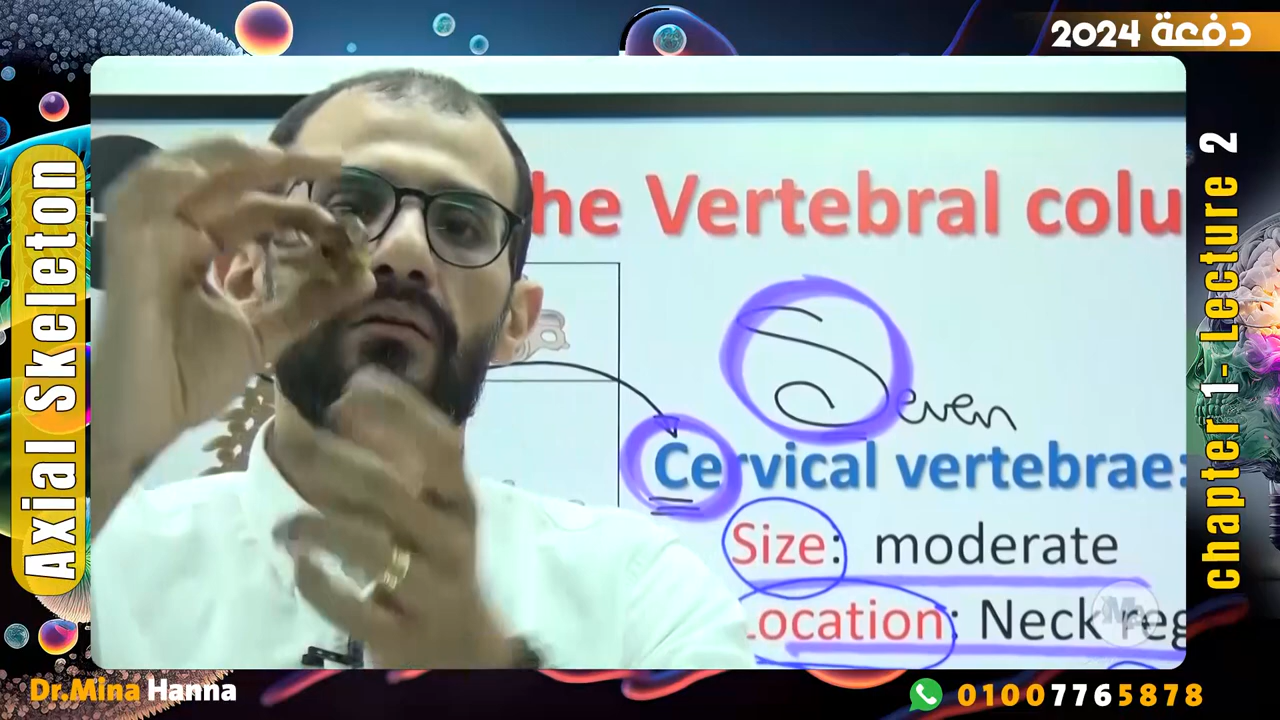 دفعة 2024
Axial Skeleton
chapter 1- Lecture 2
he Vertebral colu
Seven
Cervical vertebrae:
Size: moderate
Location: Neck reg
Dr.Mina Hanna
01007765878